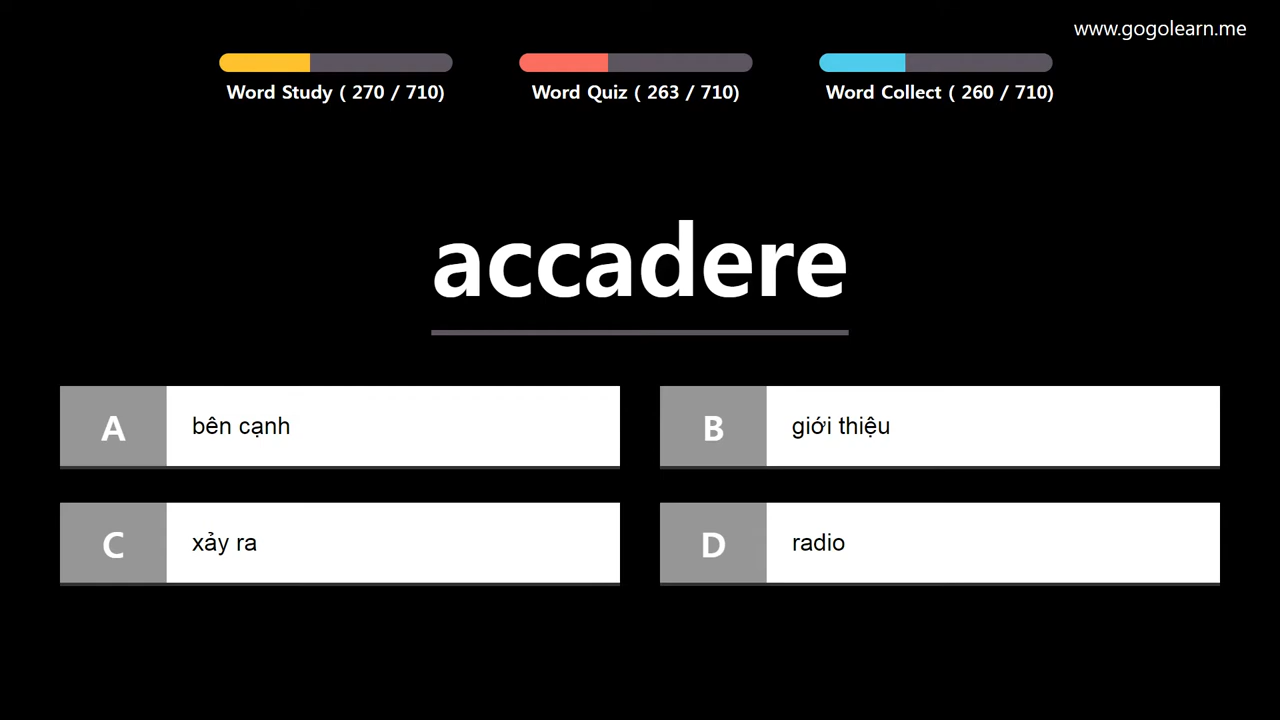 www.gogolearn.me
Word Study ( 270 / 710)
Word Quiz ( 263 / 710)
Word Collect ( 260 / 710)
accadere
A bên cạnh
B giới thiệu
C xảy ra
D radio